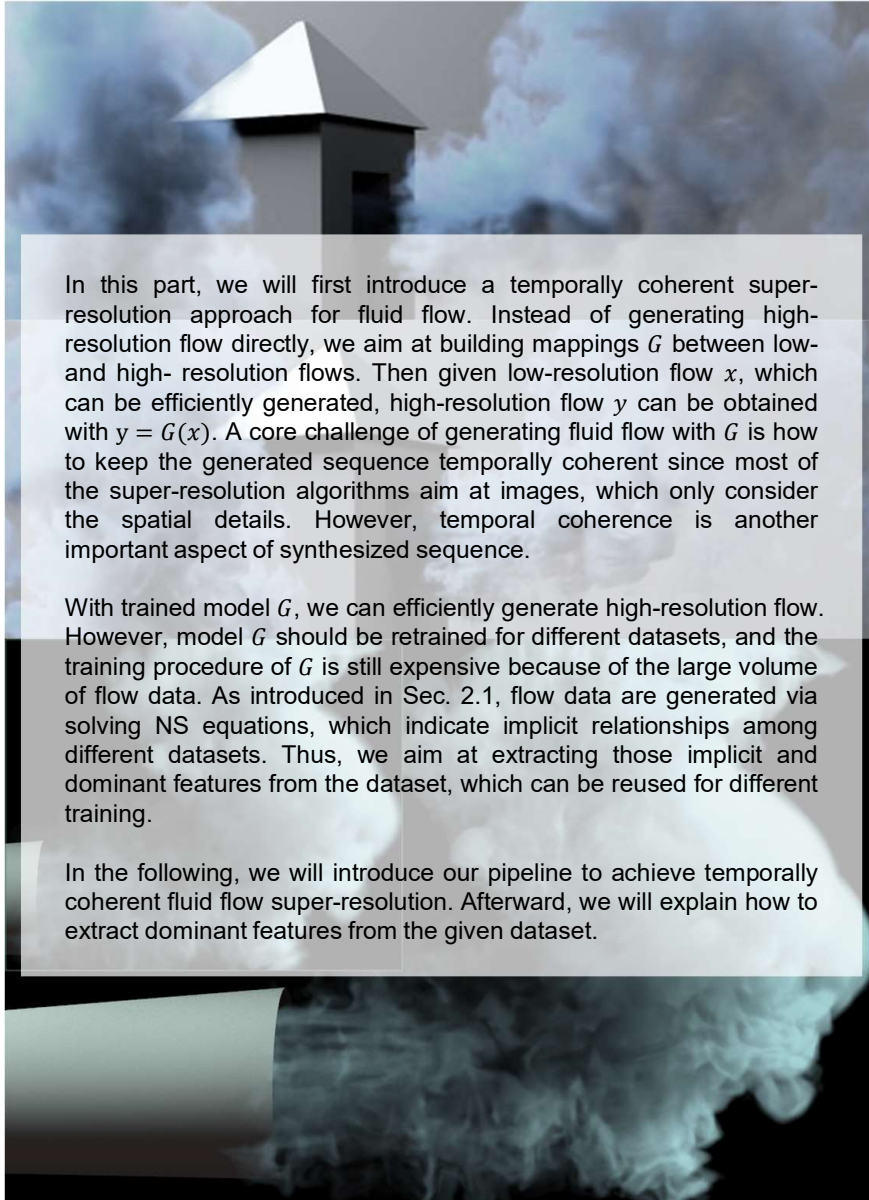 In this part, we will first introduce a temporally coherent super-
resolution approach for fluid flow. Instead of generating high-
resolution flow directly, we aim at building mappings G between low-
and high- resolution flows. Then given low-resolution flow x, which
can be efficiently generated, high-resolution flow y can be obtained
with y = G(x). A core challenge of generating fluid flow with G is how
to keep the generated sequence temporally coherent since most of
the super-resolution algorithms aim at images, which only consider
the spatial details. However, temporal coherence is another
important aspect of synthesized sequence.

With trained model G, we can efficiently generate high-resolution flow.
However, model G should be retrained for different datasets, and the
training procedure of G is still expensive because of the large volume
of flow data. As introduced in Sec. 2.1, flow data are generated via
solving NS equations, which indicate implicit relationships among
different datasets. Thus, we aim at extracting those implicit and
dominant features from the dataset, which can be reused for different
training.

In the following, we will introduce our pipeline to achieve temporally
coherent fluid flow super-resolution. Afterward, we will explain how to
extract dominant features from the given dataset.